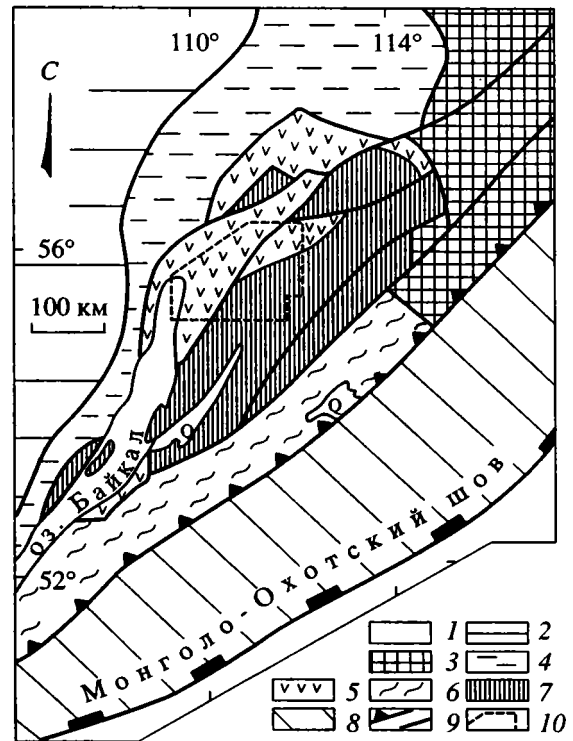 110° 114°
С
56°
100 км
О
О
оз. Байкал
52°
Монголо-Охотский шов
1 2
3 4
5 6 7
8 9 10